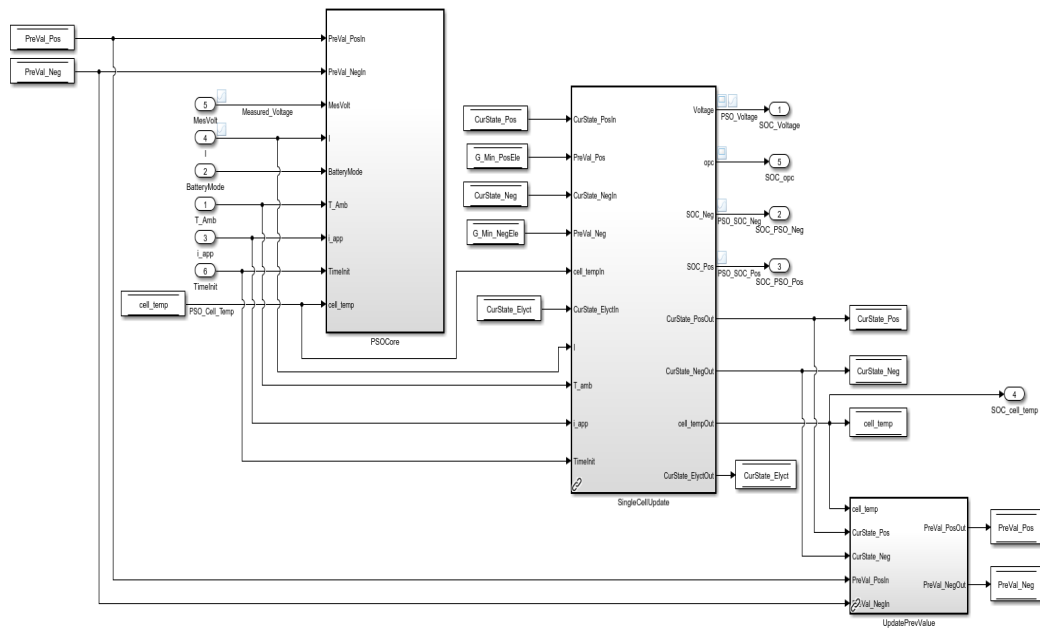 PreVal_Pos
PreVal_Neg
5
MesVolt
Measured_Voltage
4
I
2
BatteryMode
1
T_Amb
3
i_app
6
TimeInit
cell_temp
PSO_Cell_Temp
PreVal_PosIn
PreVal_NegIn
MesVolt
I
BatteryMode
T_Amb
i_app
TimeInit
cell_temp
PSOCore
CurState_Pos
G_Min_PosEle
CurState_Neg
G_Min_NegEle
CurState_Elyct
CurState_PosIn
PreVal_Pos
CurState_NegIn
PreVal_Neg
cell_tempIn
CurState_ElyctIn
I
T_amb
i_app
TimeInit
Voltage
opc
SOC_Neg
SOC_Pos
CurState_PosOut
CurState_NegOut
cell_tempOut
CurState_ElyctOut
SingleCellUpdate
PSO_Voltage
1
SOC_Voltage
5
SOC_opc
PSO_SOC_Neg
2
SOC_PSO_Neg
PSO_SOC_Pos
3
SOC_PSO_Pos
CurState_Pos
CurState_Neg
4
SOC_cell_temp
cell_temp
CurState_Elyct
cell_temp
CurState_Pos
CurState_Neg
PreVal_PosIn
Val_NegIn
PreVal_PosOut
PreVal_NegOut
UpdatePrevValue
PreVal_Pos
PreVal_Neg